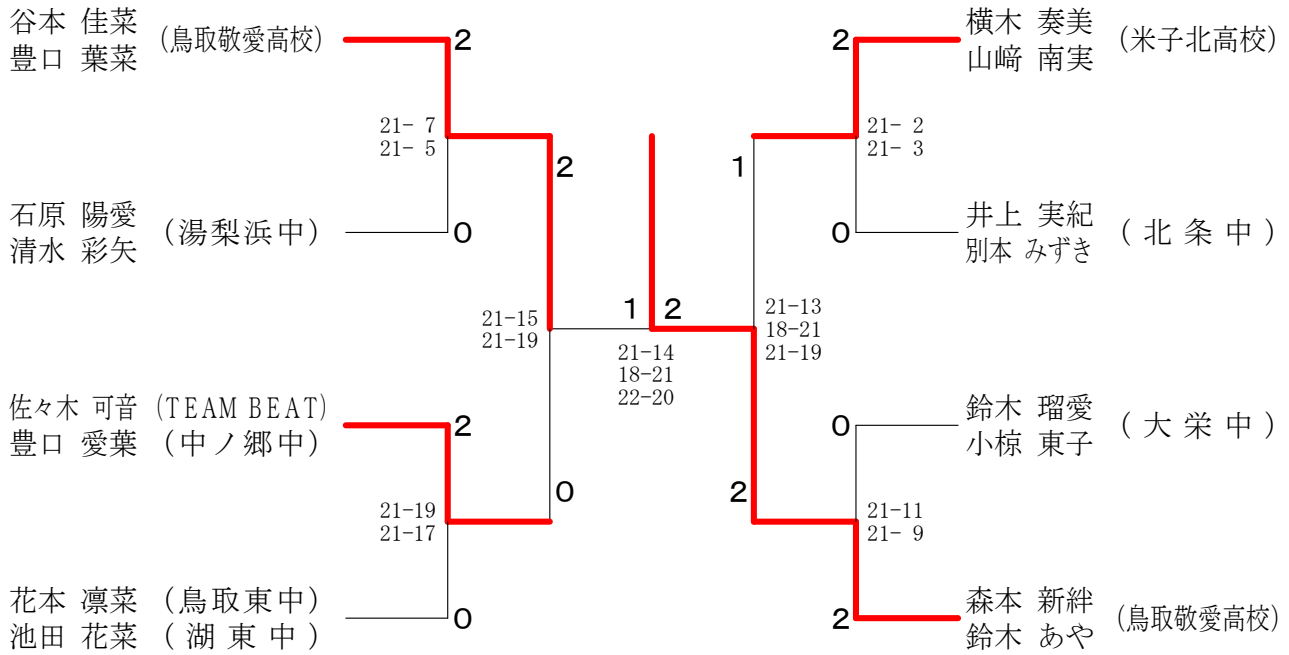 谷本 佳菜
豊口 葉菜
(鳥取敬愛高校)
2
21- 7
21- 5
石原 陽愛
清水 彩矢
(湯梨浜中)
0
2
21-15
21-19
佐々木 可音 (TEAM BEAT)
豊口 愛葉 (中ノ郷中)
2
21-19
21-17
0
花本 凛菜 (鳥取東中)
池田 花菜 (湖東中)
0
1 2
21-14
18-21
22-20
横木 奏美
山﨑 南実
(米子北高校)
2
21- 2
21- 3
井上 実紀
別本 みずき
(北条中)
0
1
21-13
18-21
21-19
鈴木 瑠愛
小椋 東子
(大栄中)
0
21-11
21- 9
2
森本 新絆
鈴木 あや
(鳥取敬愛高校)
2